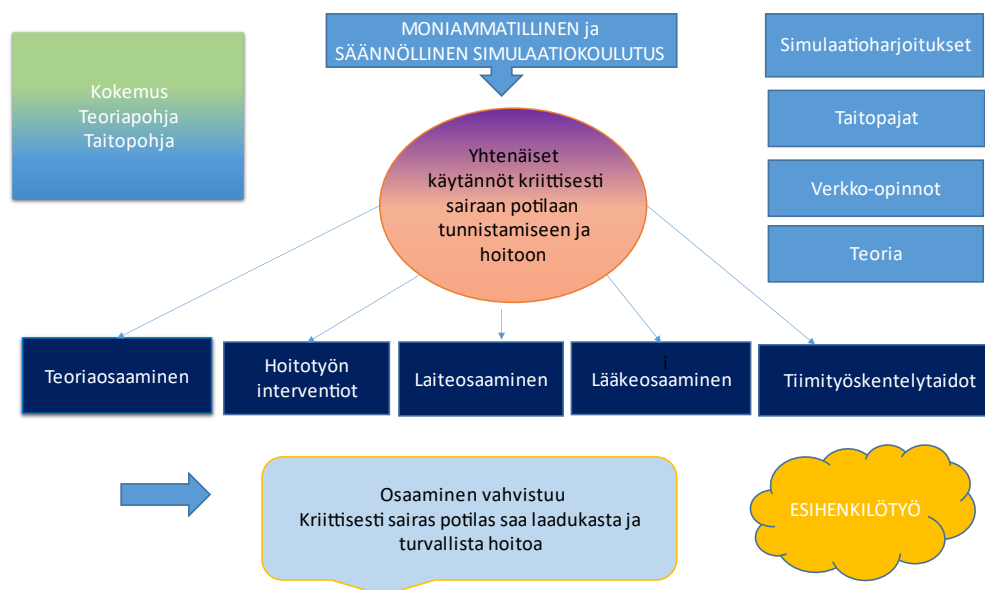 MONIAMMATILLINEN ja
SÄÄNNÖLLINEN SIMULAATIOKOULUTUS
Kokemus
Teoriapohja
Taitopohja
Simulaatioharjoitukset
Taitopajat
Verkko-opinnot
Teoria
Yhtenäiset
käytännöt kriittisesti
sairaan potilaan
tunnistamiseen ja
hoitoon
Teoriaosaaminen
Hoitotyön
interventiot
Laiteosaaminen
i
Lääkeosaaminen
Tiimityöskentelytaidot
Osaaminen vahvistuu
Kriittisesti sairas potilas saa laadukasta ja
turvallista hoitoa
ESIHENKILÖTYÖ